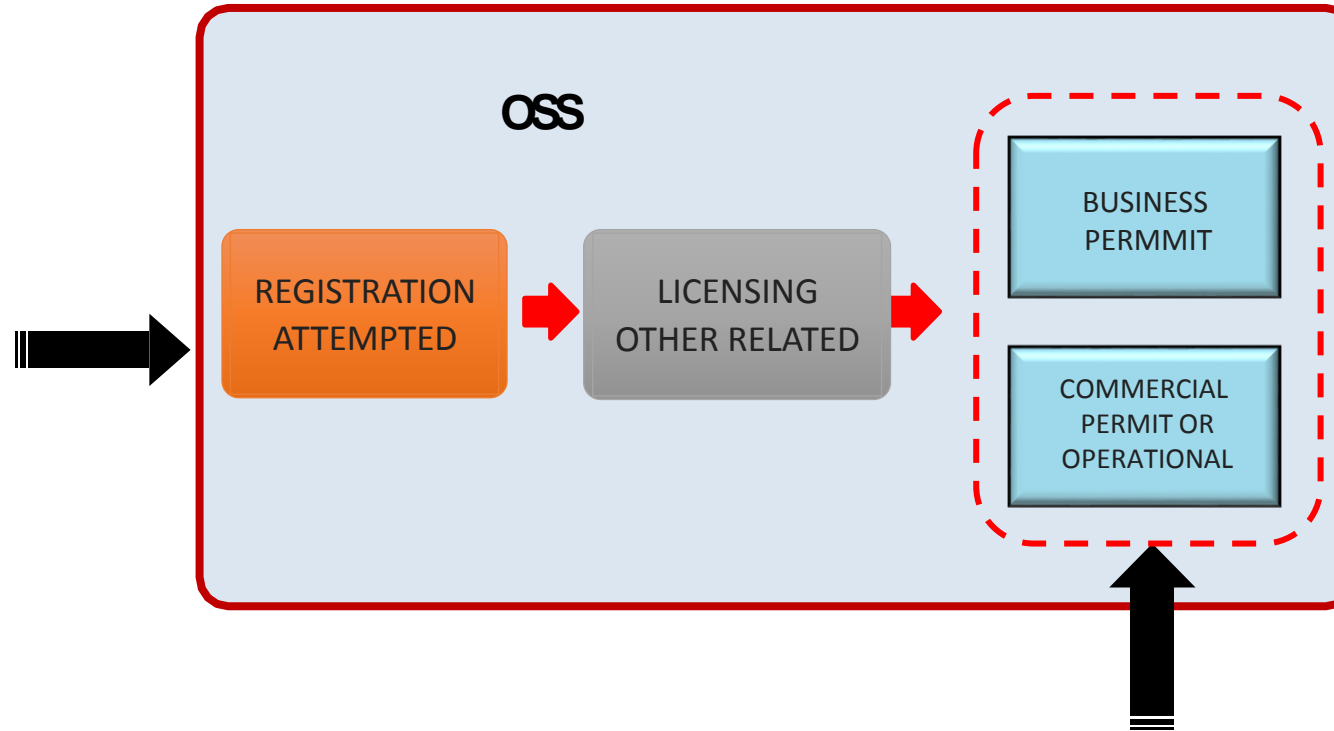 OSS
REGISTRATION
ATTEMPTED
LICENSING
OTHER RELATED
BUSINESS
PERMMIT
COMMERCIAL
PERMIT OR
OPERATIONAL